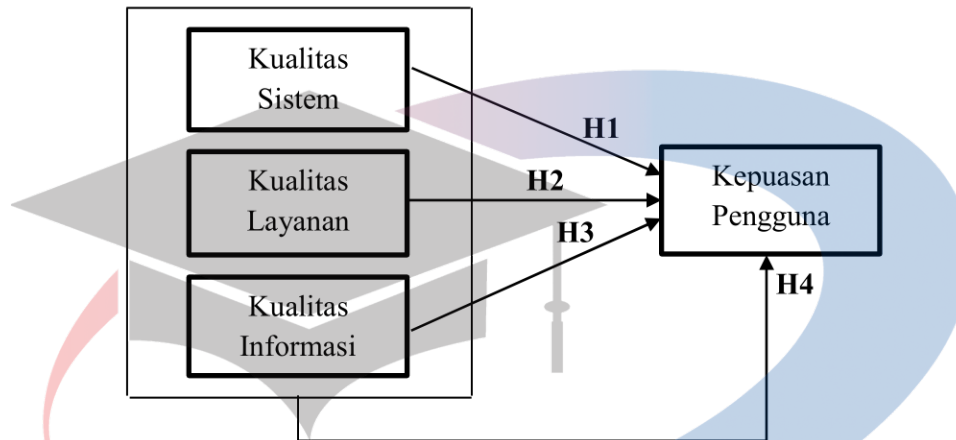 Kualitas
Sistem
H1
Kualitas
Layanan
H2
Kepuasan
Pengguna
H3
Kualitas
Informasi
H4